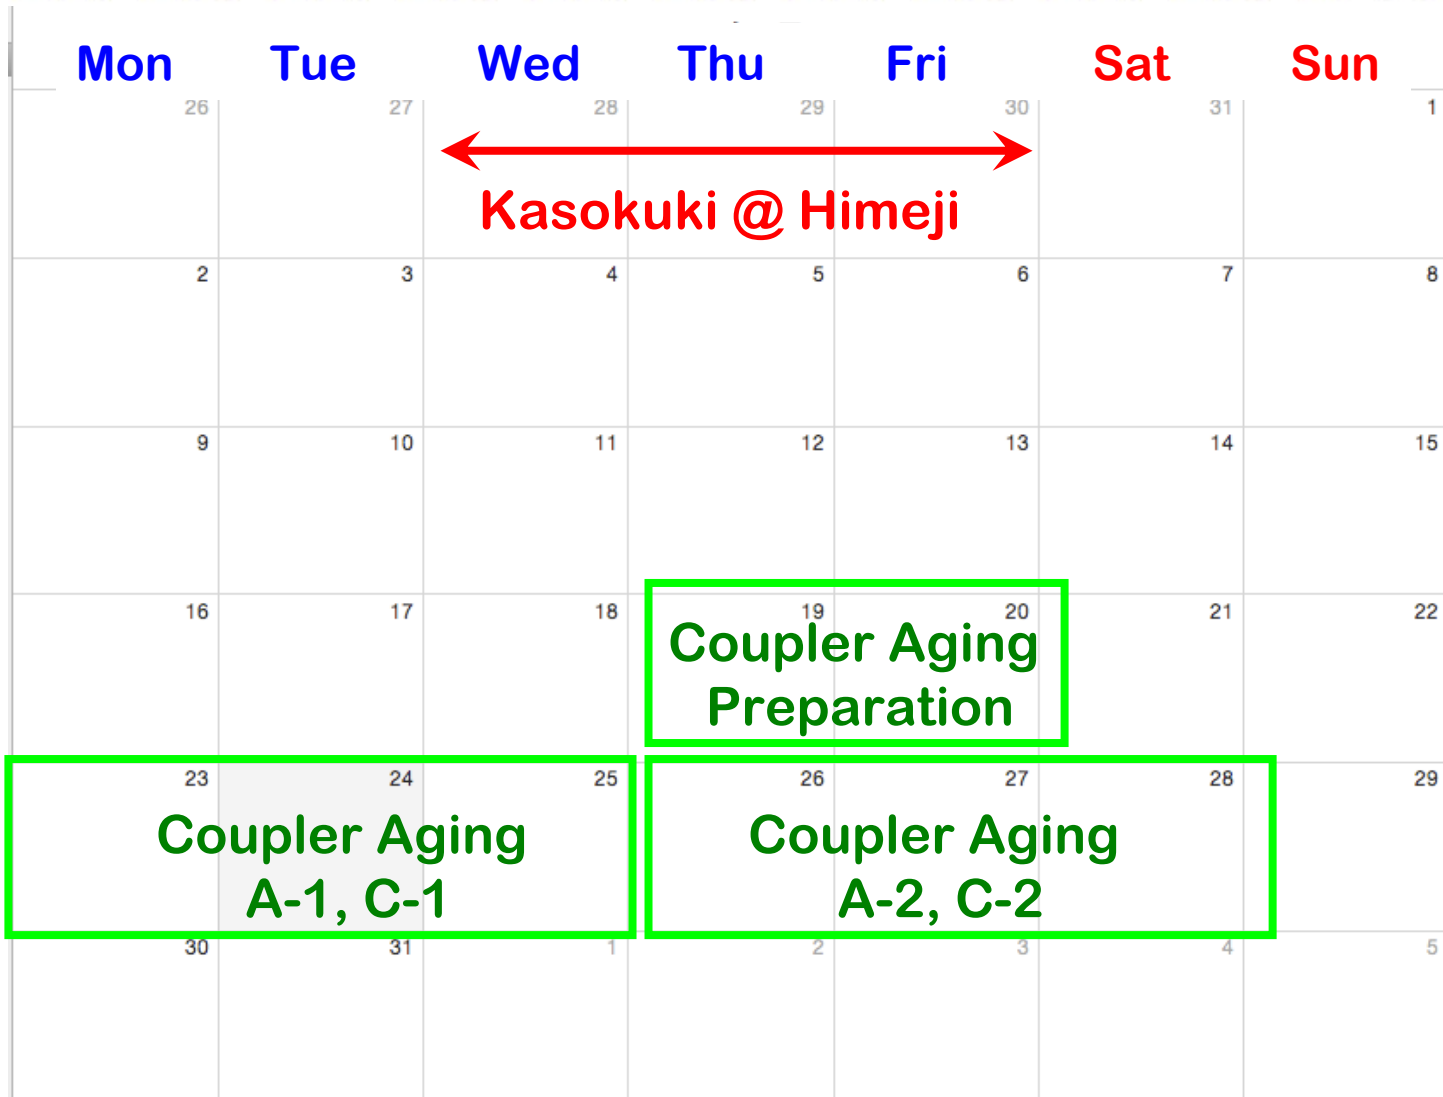 Mon Tue Wed Thu Fri Sat Sun
26 27 28 29 30 31 1
Kasokuki @ Himeji
2 3 4 5 6 7 8
9 10 11 12 13 14 15
16 17 18 19 20 21 22
Coupler Aging
Preparation
23 24 25 26 27 28 29
Coupler Aging Coupler Aging
A-1, C-1 A-2, C-2
30 31 1 2 3 4 5